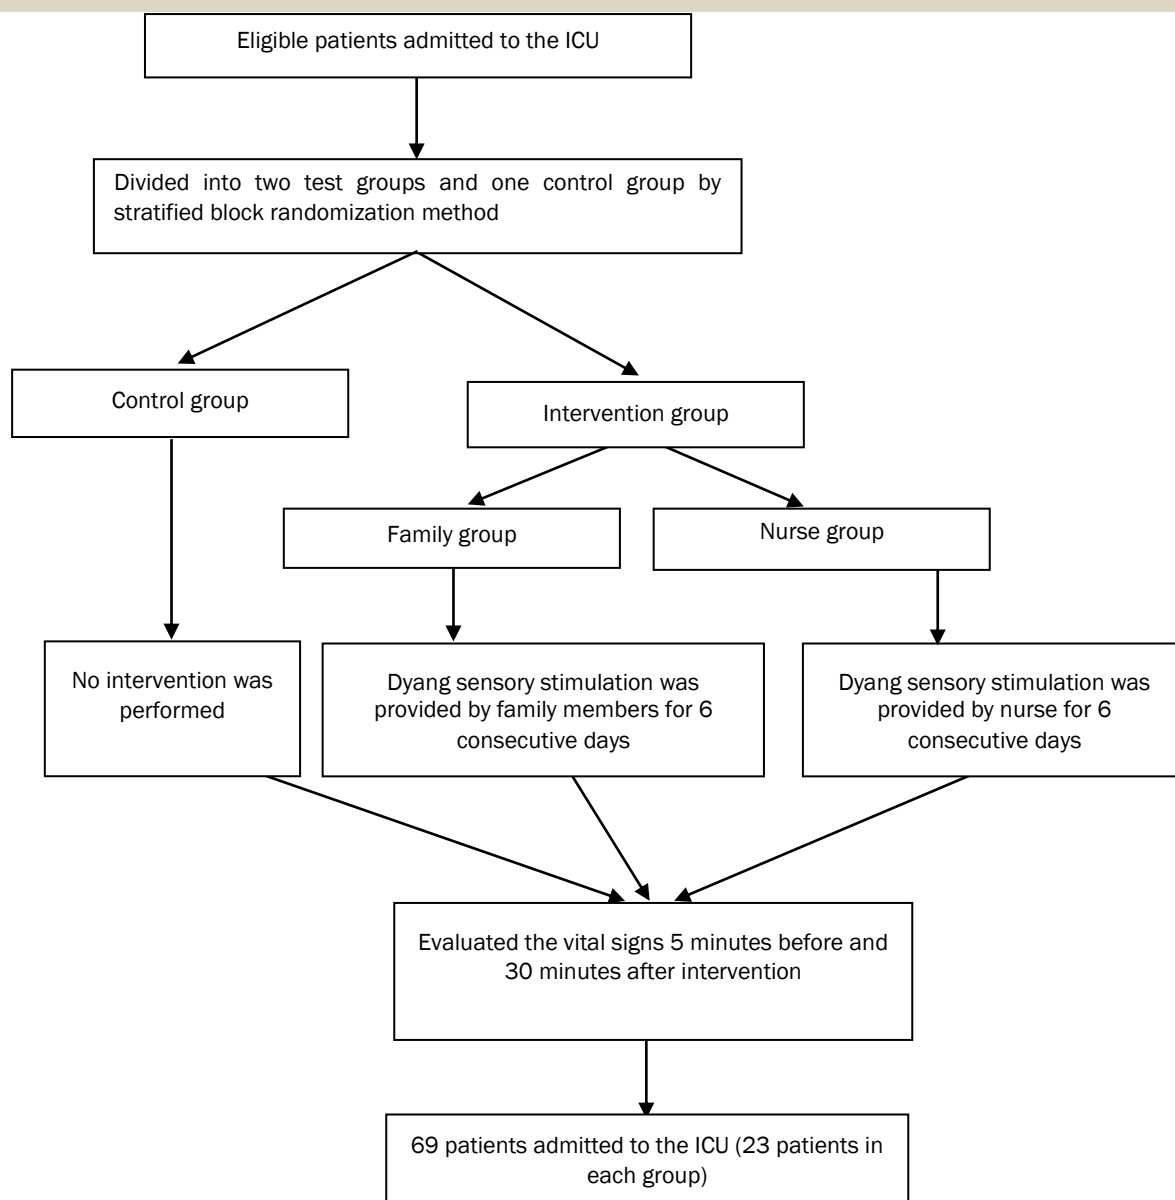 Eligible patients admitted to the ICU
Divided into two test groups and one control group by
stratified block randomization method
Control group
Intervention group
Family group
Nurse group
No intervention was
performed
Dyang sensory stimulation was
provided by family members for 6
consecutive days
Dyang sensory stimulation was
provided by nurse for 6
consecutive days
Evaluated the vital signs 5 minutes before and
30 minutes after intervention
69 patients admitted to the ICU (23 patients in
each group)